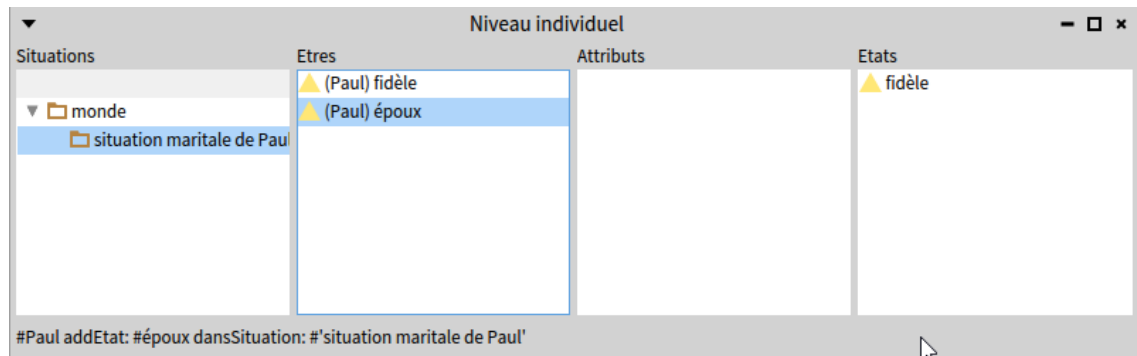 Niveau individuel
Situations Etres Attributs Etats
(Paul) fidèle fidèle
monde (Paul) époux
situation maritale de Paul
#Paul addEtat: #époux dansSituation: #'situation maritale de Paul'